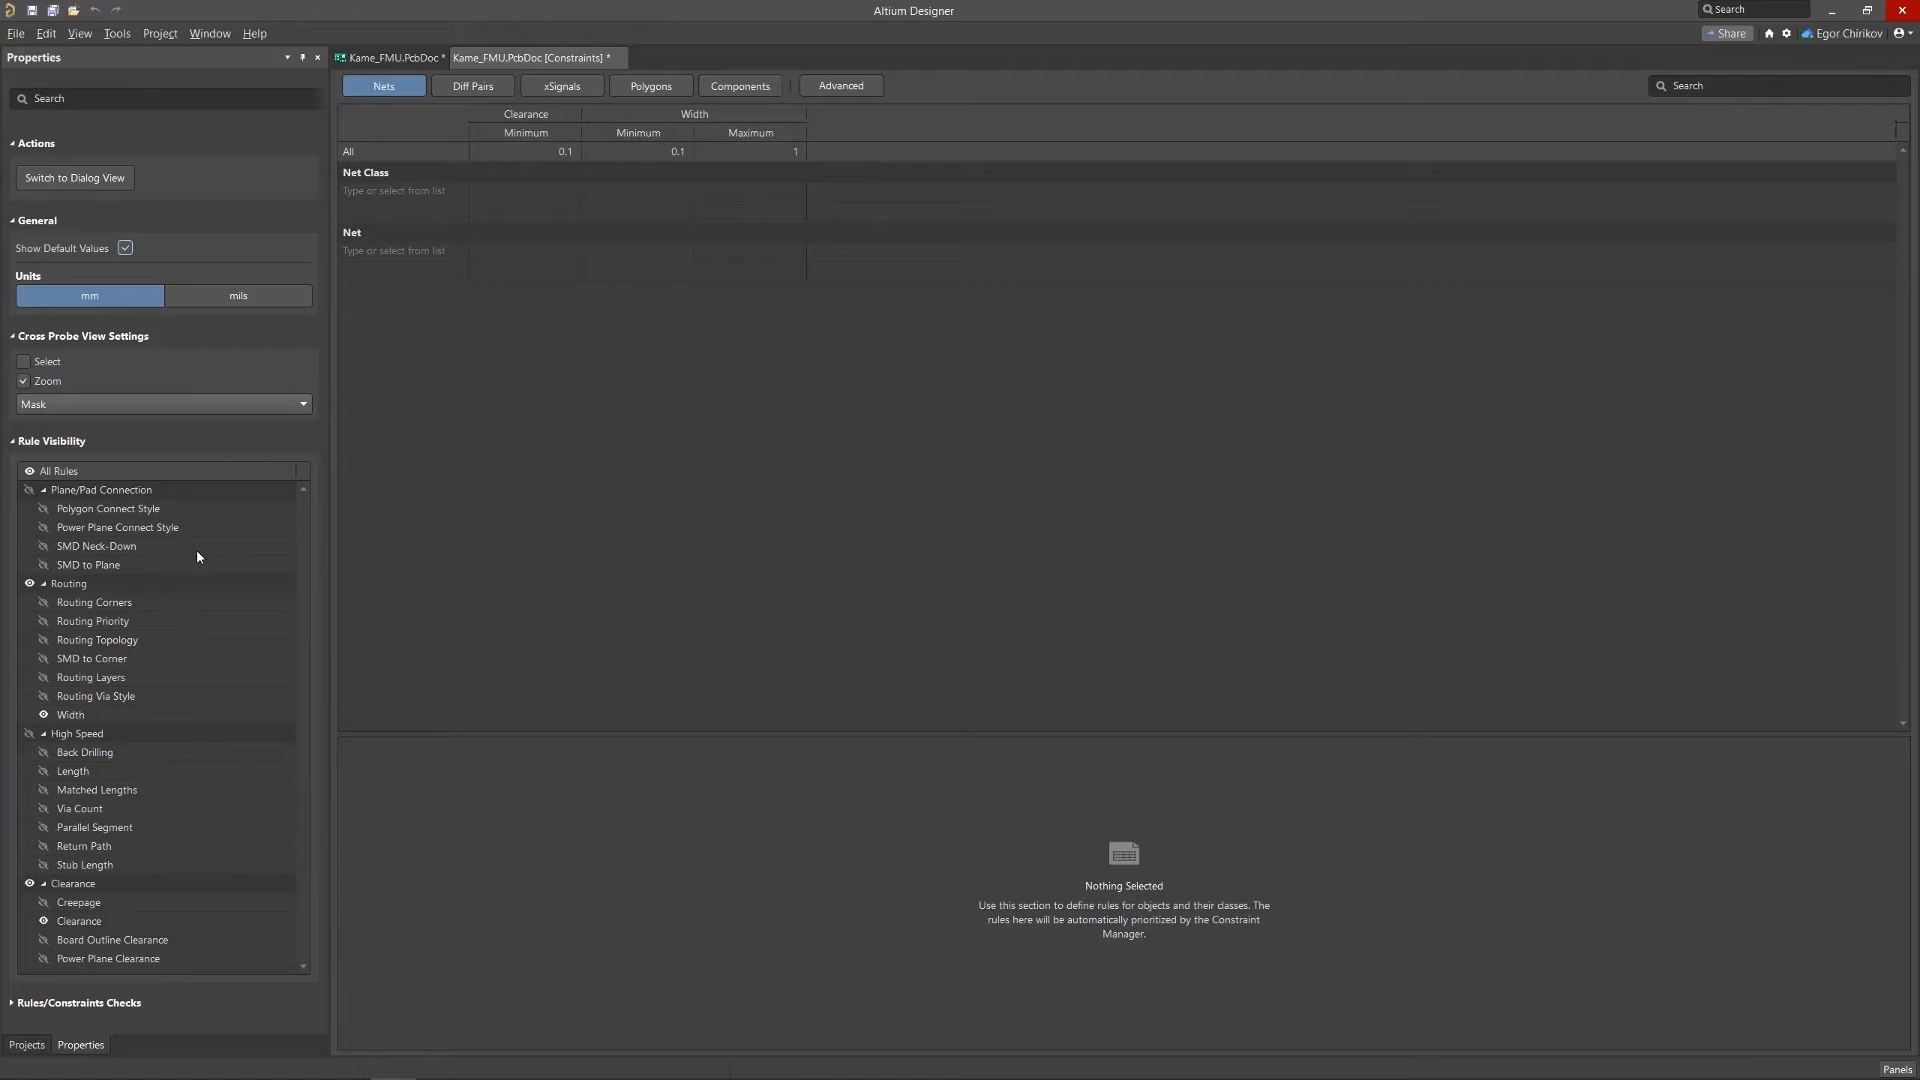 Altium Designer
Search
File Edit View Tools Project Window Help
Share
Egor Chirikov
Properties
Kame_FMU.PcbDoc *
Kame_FMU.PcbDoc [Constraints] *
Search
Nets
Diff Pairs
xSignals
Polygons
Components
Advanced
Search
Clearance
Width
Minimum
Minimum
Maximum
All
0.1
0.1
1
Net Class
Type or select from list
Net
Type or select from list
Actions
Switch to Dialog View
General
Show Default Values
Units
mm
mils
Cross Probe View Settings
Select
Zoom
Mask
Rule Visibility
All Rules
Plane/Pad Connection
Polygon Connect Style
Power Plane Connect Style
SMD Neck-Down
SMD to Plane
Routing
Routing Corners
Routing Priority
Routing Topology
SMD to Corner
Routing Layers
Routing Via Style
Width
High Speed
Back Drilling
Length
Matched Lengths
Via Count
Parallel Segment
Return Path
Stub Length
Clearance
Creepage
Clearance
Board Outline Clearance
Power Plane Clearance
Rules/Constraints Checks
Nothing Selected
Use this section to define rules for objects and their classes. The
rules here will be automatically prioritized by the Constraint
Manager.
Projects
Properties
Panels